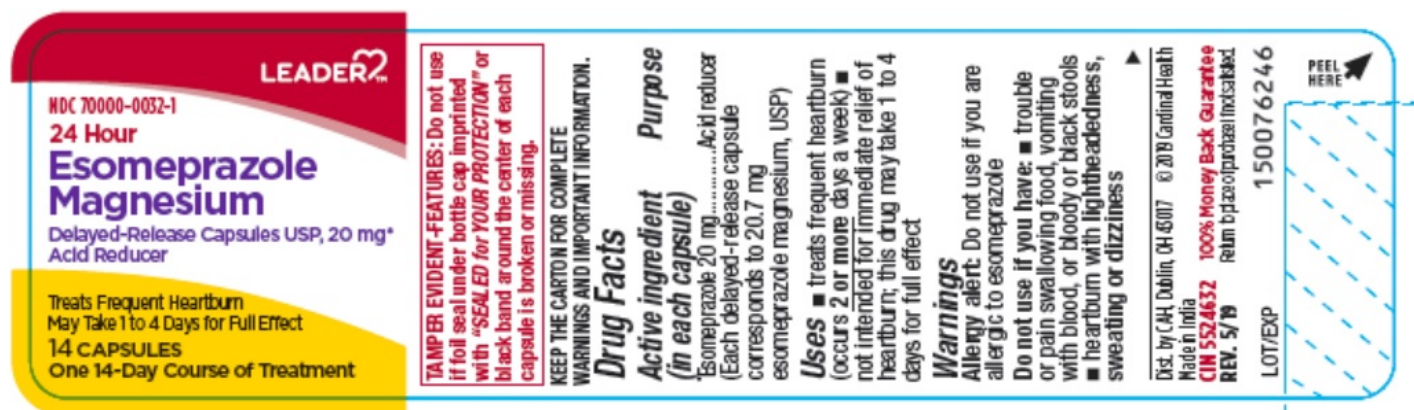 LEADER™
NDC 70000-0032-1
24 Hour
Esomeprazole
Magnesium
Delayed-Release Capsules USP, 20 mg*
Acid Reducer
Treats Frequent Heartburn
May Take 1 to 4 Days for Full Effect
14 CAPSULES
One 14-Day Course of Treatment
TAMPER EVIDENT-FEATURES: Do not use
if foil seal under bottle cap imprinted
with "SEALED for YOUR PROTECTION" or
black band around the center of each
capsule is broken or missing.
KEEP THE CARTON FOR COMPLETE
WARNINGS AND IMPORTANT INFORMATION.
Drug Facts
Active ingredient Purpose
(in each capsule)
*Esomeprazole 20 mg............Acid reducer
(Each delayed-release capsule
corresponds to 20.7 mg
esomeprazole magnesium, USP)
Uses ■ treats frequent heartburn
(occurs 2 or more days a week) ■
not intended for immediate relief of
heartburn; this drug may take 1 to 4
days for full effect
Warnings
Allergy alert: Do not use if you are
allergic to esomeprazole
Do not use if you have: ■ trouble
or pain swallowing food, vomiting
with blood, or bloody or black stools
■ heartburn with lightheadedness,
sweating or dizziness
Dist. by CAH, Dublin, OH 43017 © 2019 Cardinal Health
Made in India
CIN 5524632 100% Money Back Guarantee
REV. 5/19 Return to place of purchase if not satisfied.
LOT/EXP 150076246
PEEL
HERE